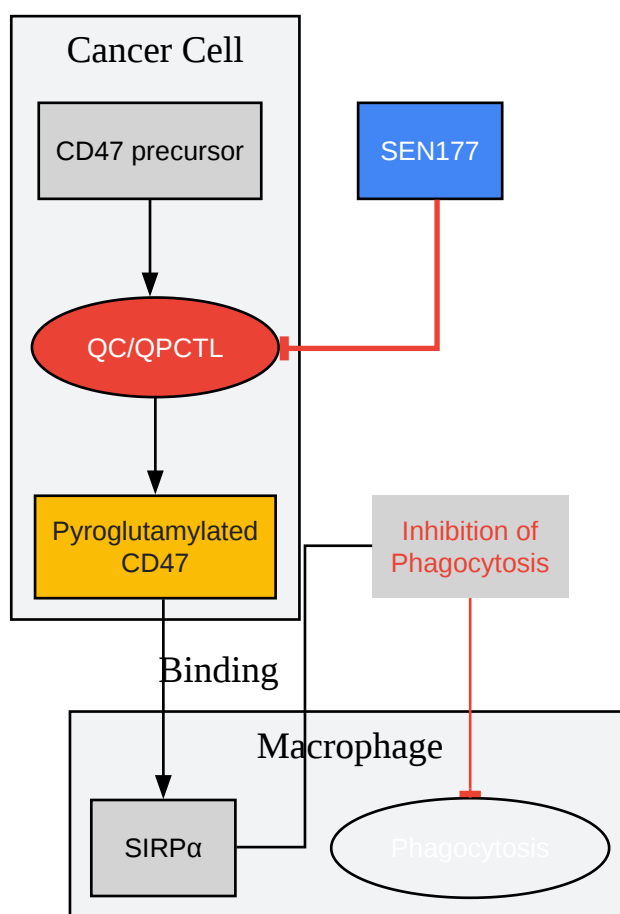 Cancer Cell
CD47 precursor
SEN177
QC/QPCTL
Pyroglutamylated
CD47
Inhibition of
Phagocytosis
Binding
Macrophage
SIRPα
Phagocytosis